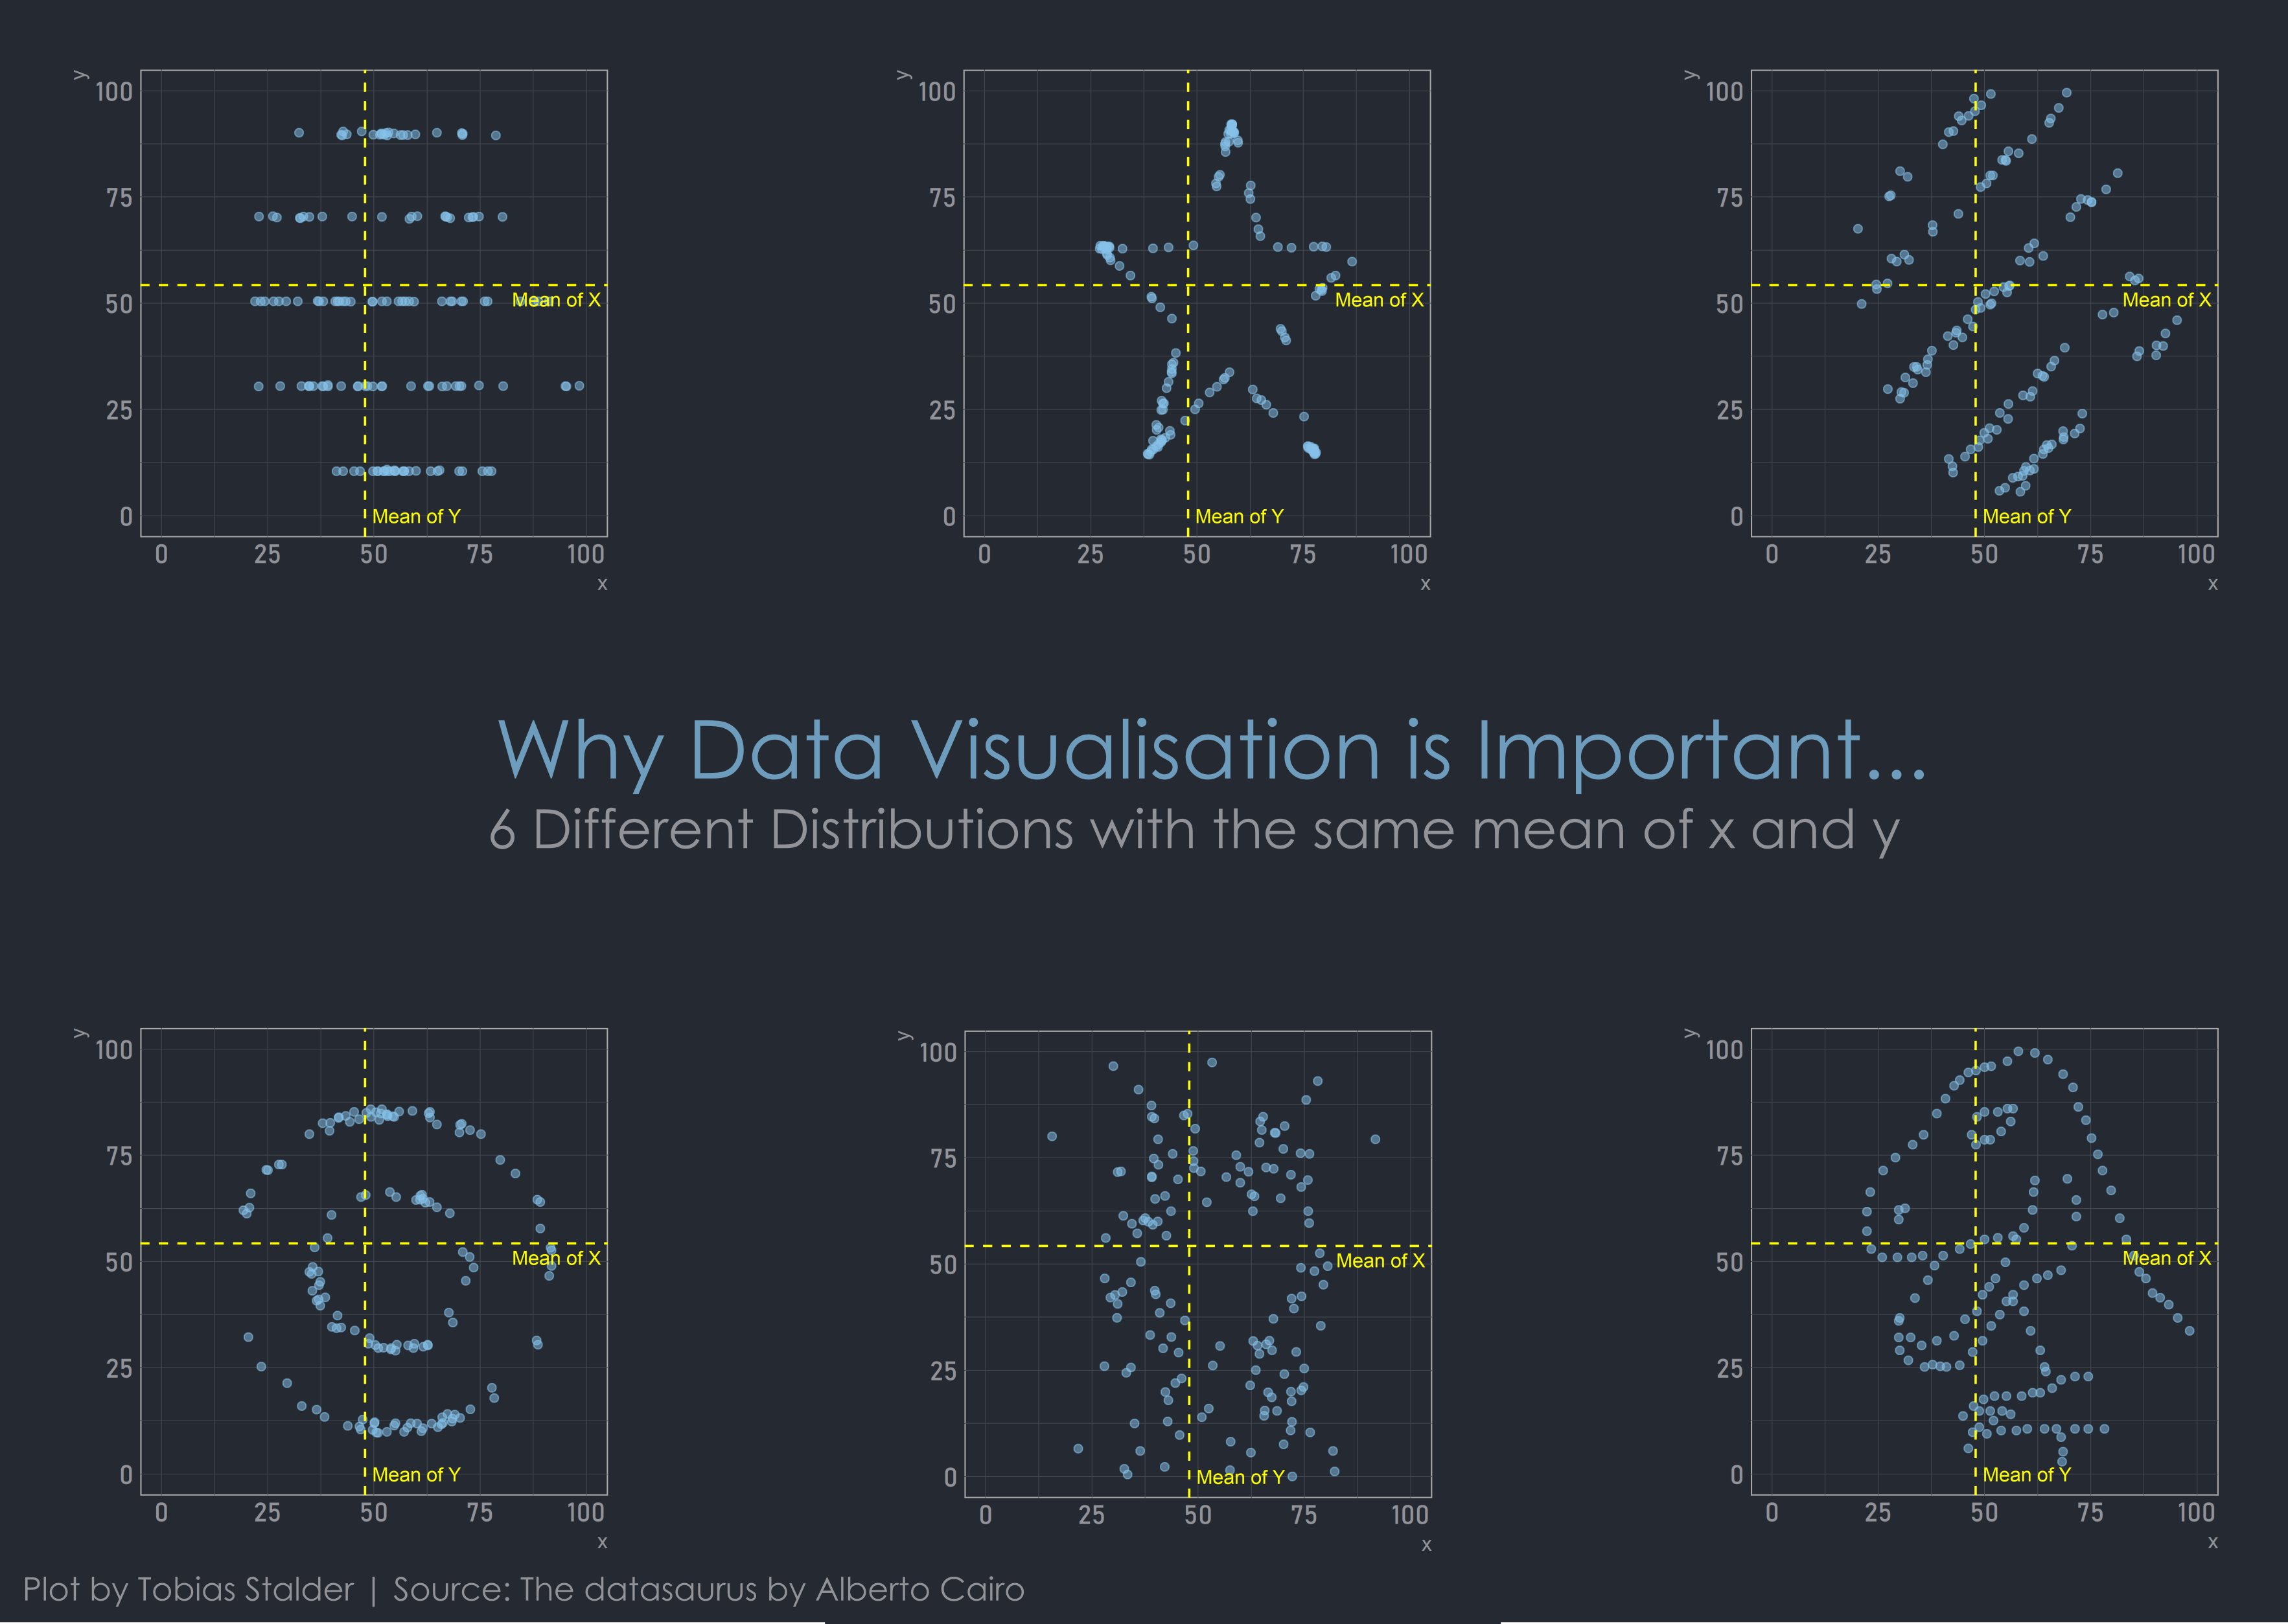 y
100
75
50
25
0
Mean of X
Mean of Y
0 25 50 75 100
x
y
100
75
50
25
0
Mean of X
Mean of Y
0 25 50 75 100
x
y
100
75
50
25
0
Mean of X
Mean of Y
0 25 50 75 100
x
Why Data Visualisation is Important...
6 Different Distributions with the same mean of x and y
y
100
75
50
25
0
Mean of X
Mean of Y
0 25 50 75 100
x
y
100
75
50
25
0
Mean of X
Mean of Y
0 25 50 75 100
x
y
100
75
50
25
0
Mean of X
Mean of Y
0 25 50 75 100
x
Plot by Tobias Stalder | Source: The datasaurus by Alberto Cairo